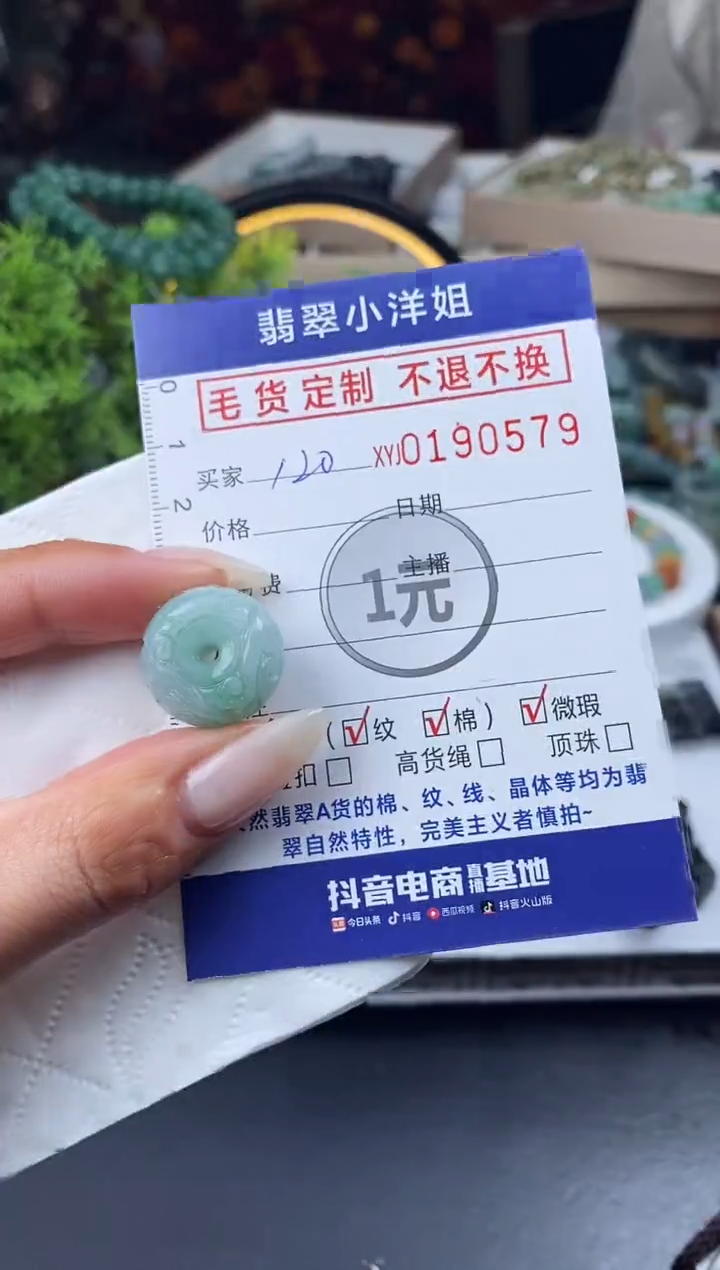 翡翠小洋姐
毛货定制 不退不换
0
1
2
买家 120 XYJ0190579
价格 日期
费 主播
1元
(纹 棉) 微瑕
扣 高货绳 顶珠
然翡翠A货的棉、纹、线、晶体等均为翡
翠自然特性，完美主义者慎拍~
抖音电商直播基地
头条 今日头条 抖音 西瓜视频 抖音火山版